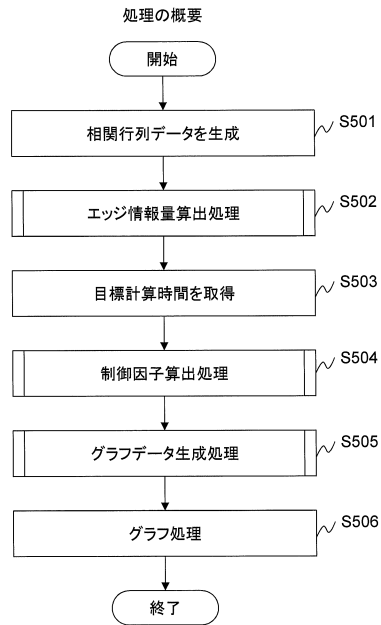 処理の概要
開始
相関行列データを生成
S501
エッジ情報量算出処理
S502
目標計算時間を取得
S503
制御因子算出処理
S504
グラフデータ生成処理
S505
グラフ処理
S506
終了